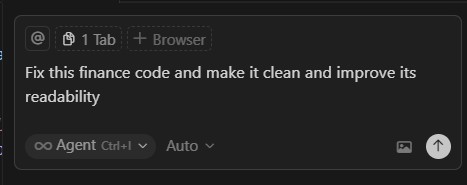 @ 1 Tab + Browser
Fix this finance code and make it clean and improve its
readability
∞ Agent Ctrl+I Auto